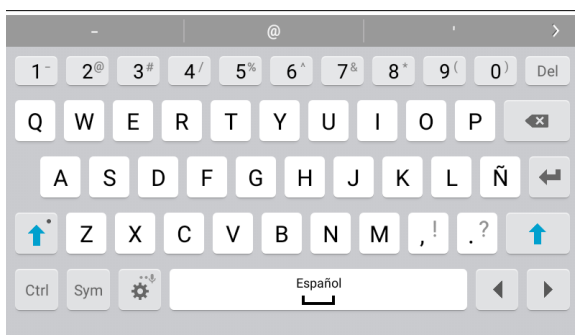 - @ '
1 - 2 @ 3 # 4 / 5 % 6 ^ 7 & 8 * 9 ( 0 ) Del
Q W E R T Y U I O P
A S D F G H J K L Ñ
Z X C V B N M , ! . ?
Ctrl Sym Español